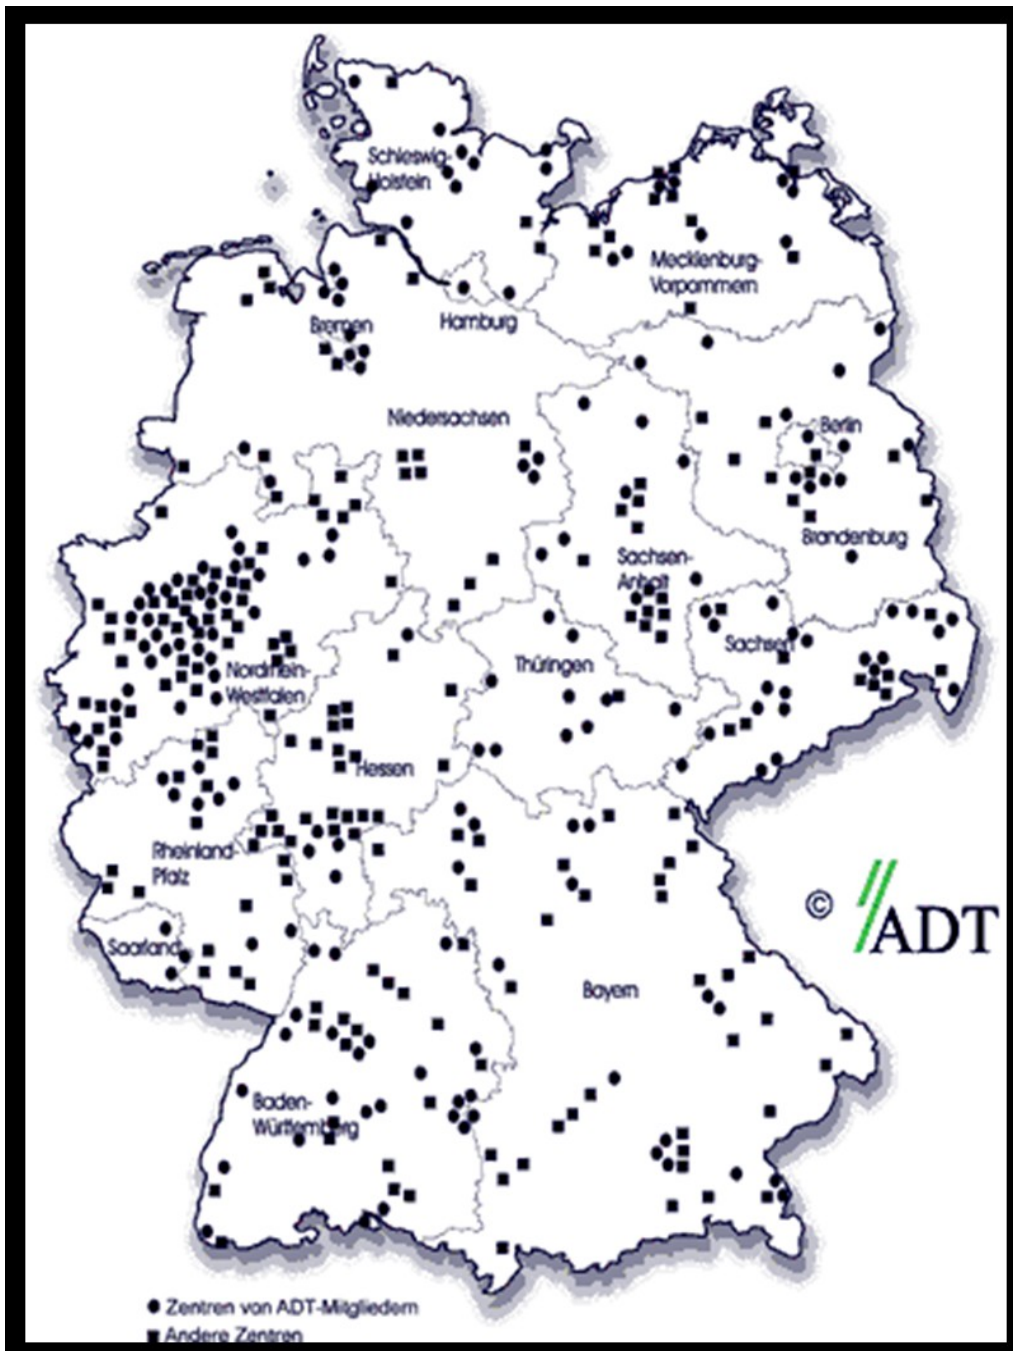 Schleswig-
Holstein
Mecklenburg-
Vorpommern
Bremen
Hamburg
Niedersachsen
Berlin
Brandenburg
Sachsen-
Anhalt
Sachsen
Thüringen
Nordrhein-
Westfalen
Hessen
Rheinland-
Pfalz
© ADT
Saarland
Bayern
Baden-
Württemberg
Zentren von ADT-Mitgliedern
Andere Zentren